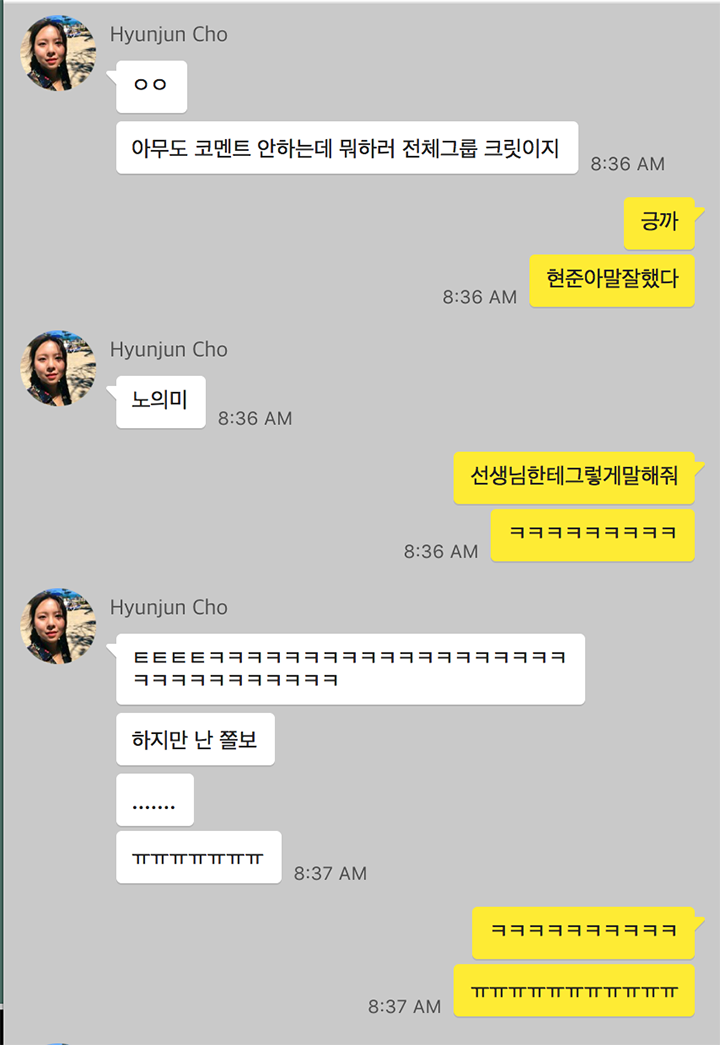 Hyunjun Cho
ㅇㅇ
아무도 코멘트 안하는데 뭐하러 전체그룹 크릿이지
8:36 AM
긍까
현준아말잘했다
8:36 AM
Hyunjun Cho
노의미
8:36 AM
선생님한테그렇게말해줘
ㅋㅋㅋㅋㅋㅋㅋㅋㅋ
8:36 AM
Hyunjun Cho
ㅌㅌㅌㅌㅋㅋㅋㅋㅋㅋㅋㅋㅋㅋㅋㅋㅋㅋㅋㅋㅋㅋㅋ
ㅋㅋㅋㅋㅋㅋㅋㅋㅋㅋㅋ
하지만 난 쫄보
.......
ㅠㅠㅠㅠㅠㅠㅠ
8:37 AM
ㅋㅋㅋㅋㅋㅋㅋㅋㅋㅋ
ㅠㅠㅠㅠㅠㅠㅠㅠㅠㅠㅠ
8:37 AM